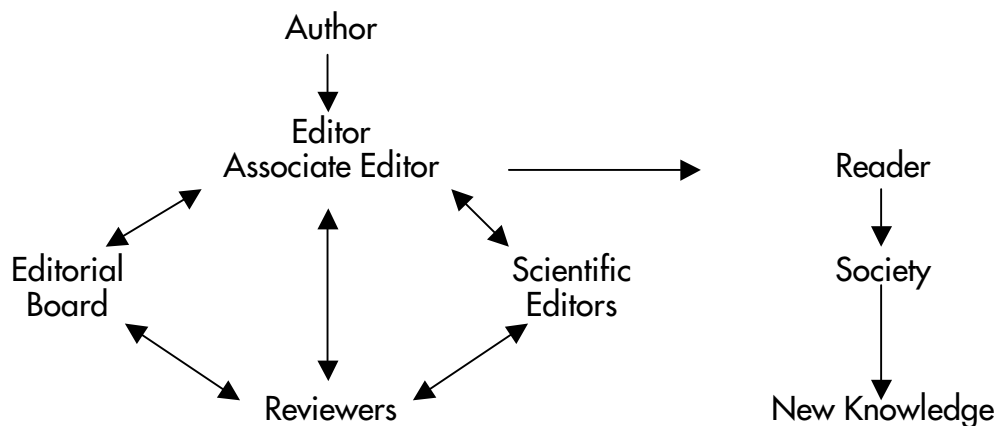 Author
Editor
Associate Editor
Reader
Editorial
Board
Scientific
Editors
Society
Reviewers
New Knowledge